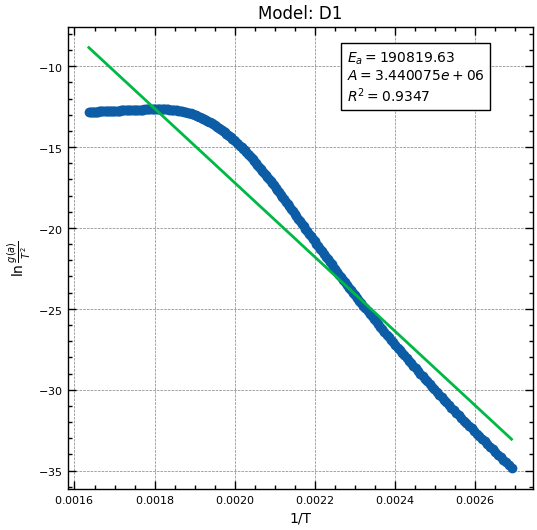 Model: D1
E_a = 190819.63
A = 3.440075e + 06
R² = 0.9347
ln g(a)/T²
−10
−15
−20
−25
−30
−35
0.0016 0.0018 0.0020 0.0022 0.0024 0.0026
1/T